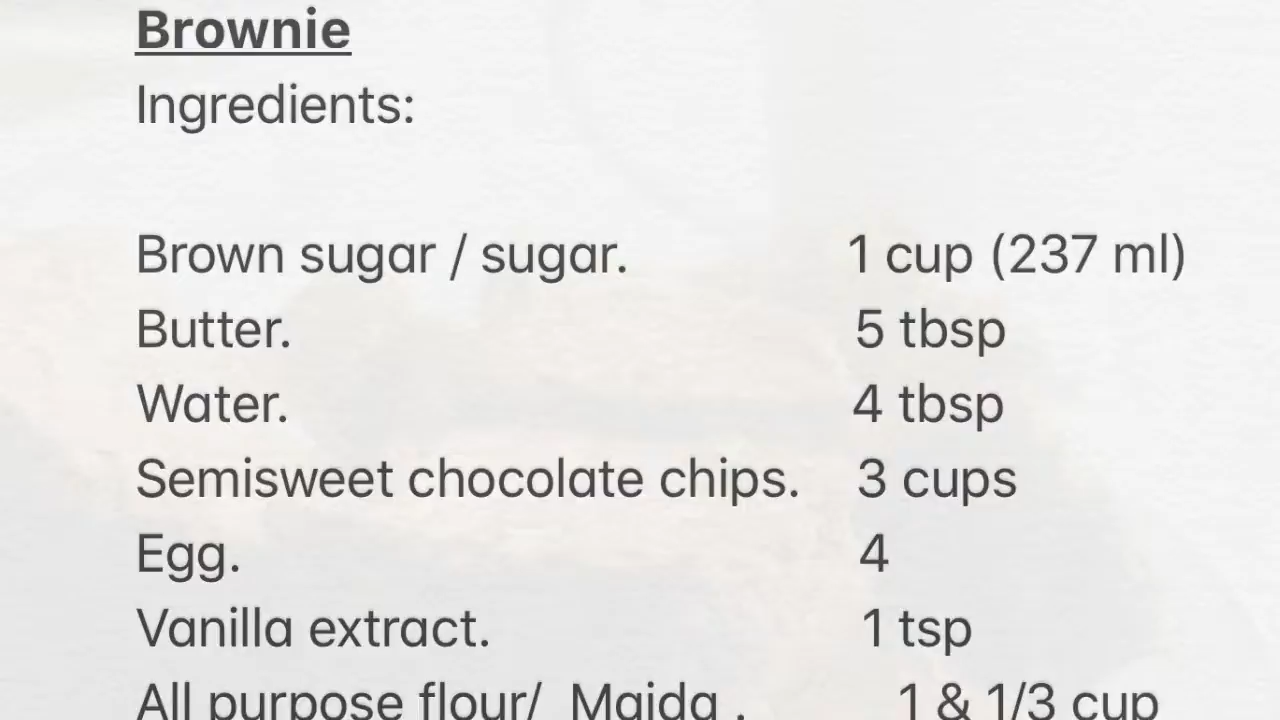 Brownie
Ingredients:
Brown sugar / sugar. 1 cup (237 ml)
Butter. 5 tbsp
Water. 4 tbsp
Semisweet chocolate chips. 3 cups
Egg. 4
Vanilla extract. 1 tsp
All purpose flour/ Maida . 1 & 1/3 cup